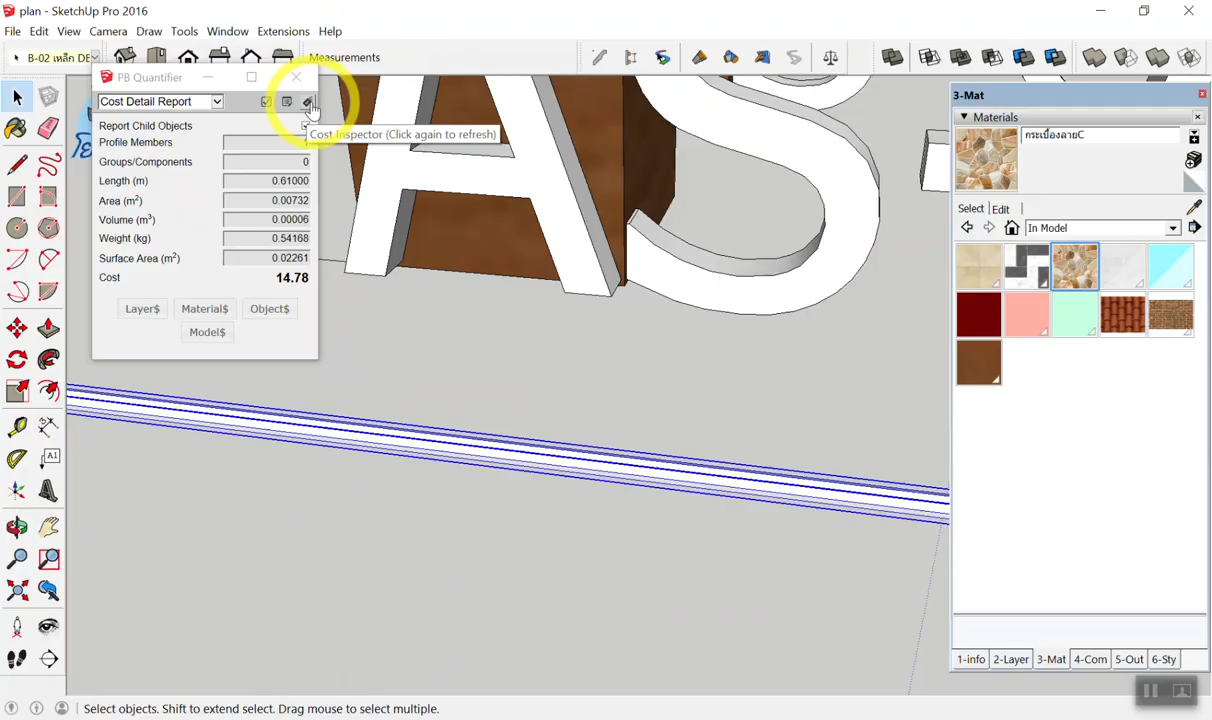 plan - SketchUp Pro 2016
File Edit View Camera Draw Tools Window Extensions Help
B-02 เหล็ก DE
Measurements
PB Quantifier
Cost Detail Report
Cost Inspector (Click again to refresh)
Report Child Objects
Profile Members
Groups/Components 0
Length (m) 0.61000
Area (m²) 0.00732
Volume (m³) 0.00006
Weight (kg) 0.54168
Surface Area (m²) 0.02261
Cost 14.78
Layer$ Material$ Object$
Model$
AS
3-Mat
Materials
กระเบื้องลายC
Select Edit
In Model
A1
1-info 2-Layer 3-Mat 4-Com 5-Out 6-Sty
Select objects. Shift to extend select. Drag mouse to select multiple.